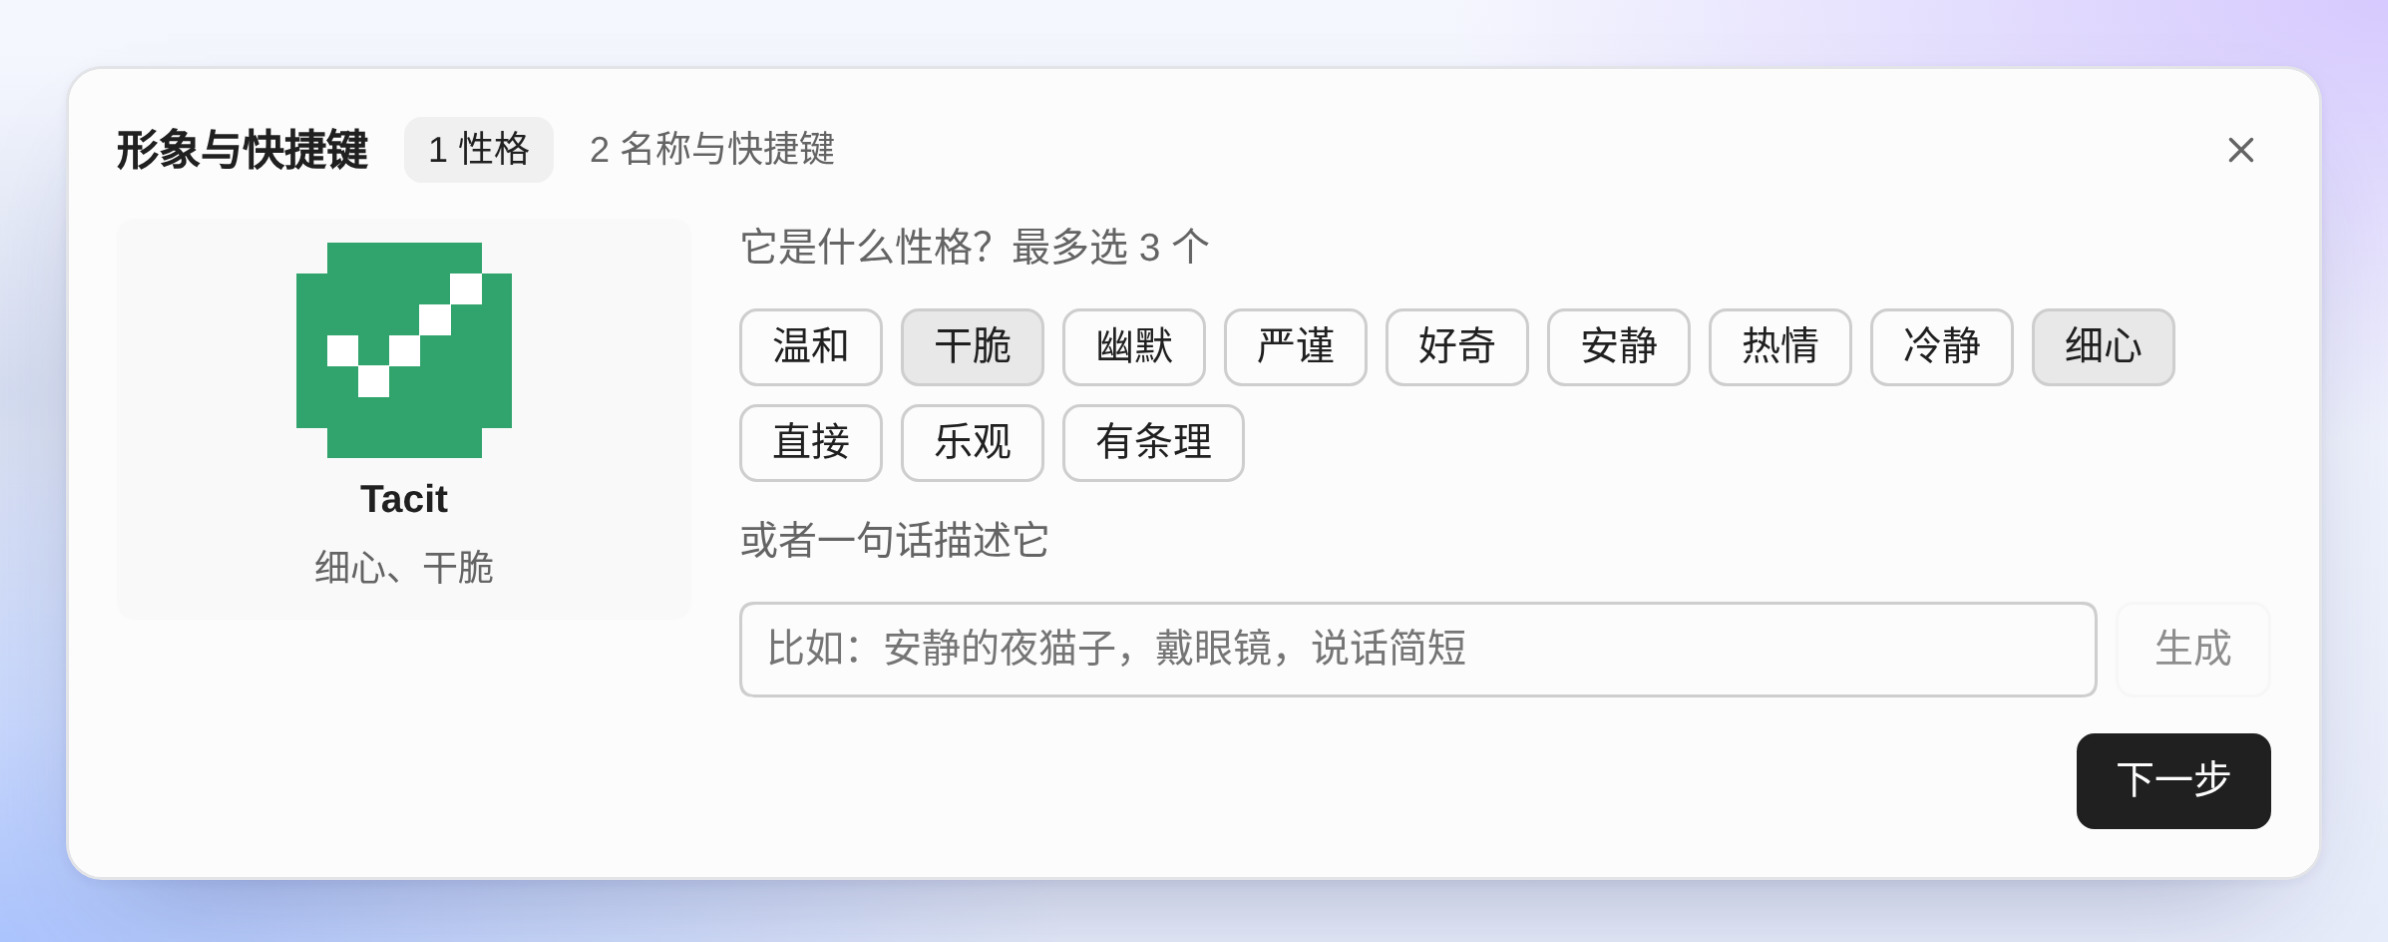 形象与快捷键 1 性格 2 名称与快捷键
Tacit
细心、干脆
它是什么性格？最多选 3 个
温和 干脆 幽默 严谨 好奇 安静 热情 冷静 细心
直接 乐观 有条理
或者一句话描述它
比如：安静的夜猫子，戴眼镜，说话简短 生成
下一步